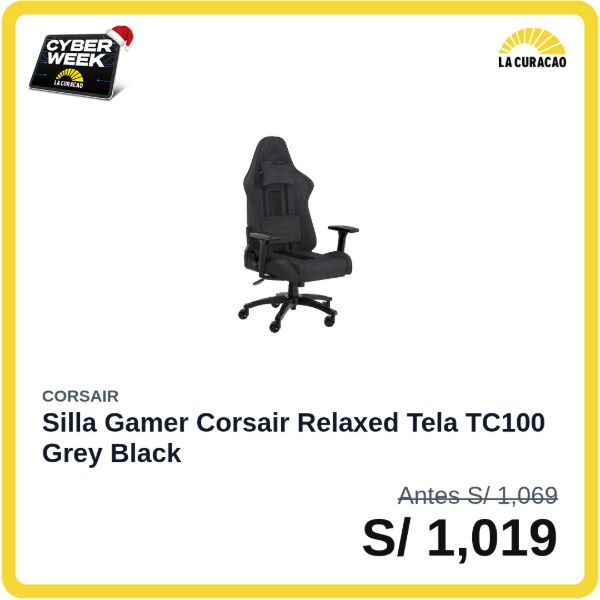 CYBER
WEEK
LA CURACAO
LA CURACAO
CORSAIR
Silla Gamer Corsair Relaxed Tela TC100
Grey Black
Antes S/ 1,069
S/ 1,019